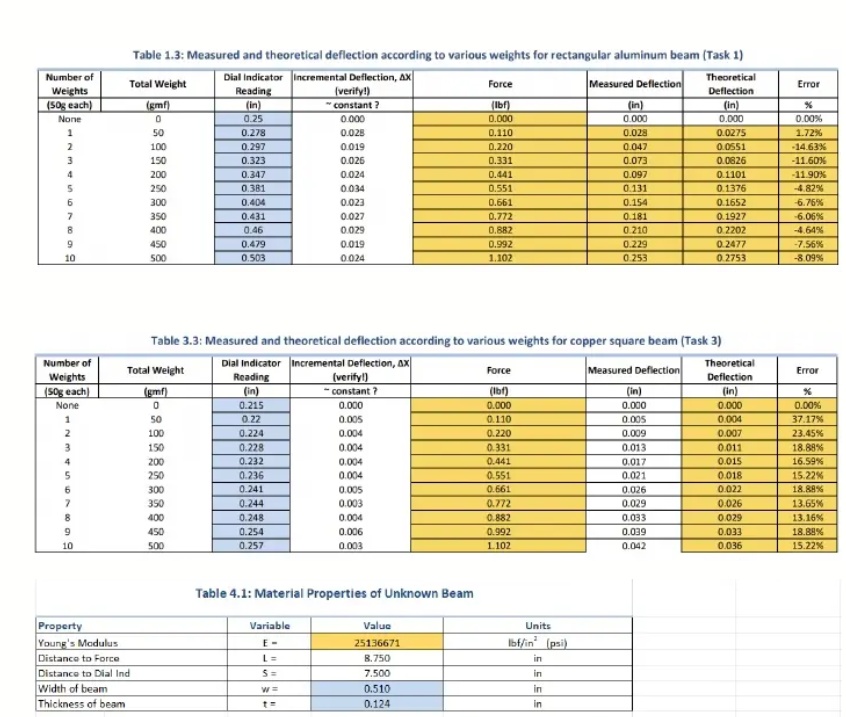 Table 1.3: Measured and theoretical deflection according to various weights for rectangular aluminum beam (Task 1)
Number of Weights Total Weight Dial Indicator Reading Incremental Deflection, ΔX (verify!) Force Measured Deflection Theoretical Deflection Error
(50g each) (gmf) (in) ~ constant ? (lbf) (in) (in) %
None 0 0.25 0.000 0.000 0.000 0.000 0.00%
1 50 0.278 0.028 0.110 0.028 0.0275 1.72%
2 100 0.297 0.019 0.220 0.047 0.0551 -14.63%
3 150 0.323 0.026 0.331 0.073 0.0826 -11.60%
4 200 0.347 0.024 0.441 0.097 0.1101 -11.90%
5 250 0.381 0.034 0.551 0.131 0.1376 -4.82%
6 300 0.404 0.023 0.661 0.154 0.1652 -6.76%
7 350 0.431 0.027 0.772 0.181 0.1927 -6.06%
8 400 0.46 0.029 0.882 0.210 0.2202 -4.64%
9 450 0.479 0.019 0.992 0.229 0.2477 -7.56%
10 500 0.503 0.024 1.102 0.253 0.2753 -8.09%
Table 3.3: Measured and theoretical deflection according to various weights for copper square beam (Task 3)
Number of Weights Total Weight Dial Indicator Reading Incremental Deflection, ΔX (verify!) Force Measured Deflection Theoretical Deflection Error
(50g each) (gmf) (in) ~ constant ? (lbf) (in) (in) %
None 0 0.215 0.000 0.000 0.000 0.000 0.00%
1 50 0.22 0.005 0.110 0.005 0.004 37.17%
2 100 0.224 0.004 0.220 0.009 0.007 23.45%
3 150 0.228 0.004 0.331 0.013 0.011 18.88%
4 200 0.232 0.004 0.441 0.017 0.015 16.59%
5 250 0.236 0.004 0.551 0.021 0.018 15.22%
6 300 0.241 0.005 0.661 0.026 0.022 18.88%
7 350 0.244 0.003 0.772 0.029 0.026 13.65%
8 400 0.248 0.004 0.882 0.033 0.029 13.16%
9 450 0.254 0.006 0.992 0.039 0.033 18.88%
10 500 0.257 0.003 1.102 0.042 0.036 15.22%
Table 4.1: Material Properties of Unknown Beam
Property Variable Value Units
Young's Modulus E = 25136671 lbf/in² (psi)
Distance to Force L = 8.750 in
Distance to Dial Ind S = 7.500 in
Width of beam w = 0.510 in
Thickness of beam t = 0.124 in